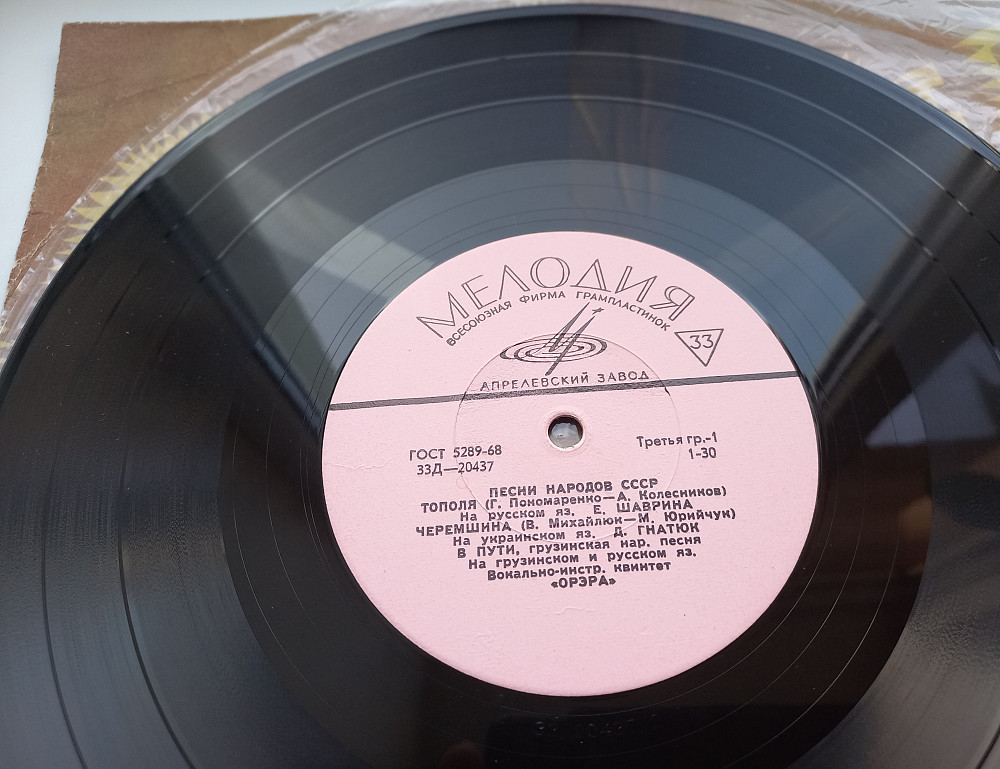 МЕЛОДИЯ
ВСЕСОЮЗНАЯ ФИРМА ГРАМПЛАСТИНОК
33
АПРЕЛЕВСКИЙ ЗАВОД
ГОСТ 5289-68
Третья гр.-1
33Д—20437
1-30
ПЕСНИ НАРОДОВ СССР
ТОПОЛЯ (Г. Пономаренко—А. Колесников)
На русском яз. Е. ШАВРИНА
ЧЕРЕМШИНА (В. Михайлюк—М. Юрийчук)
На украинском яз. Д. ГНАТЮК
В ПУТИ, грузинская нар. песня
На грузинском и русском яз.
Вокально-инстр. квинтет
«ОРЭРА»